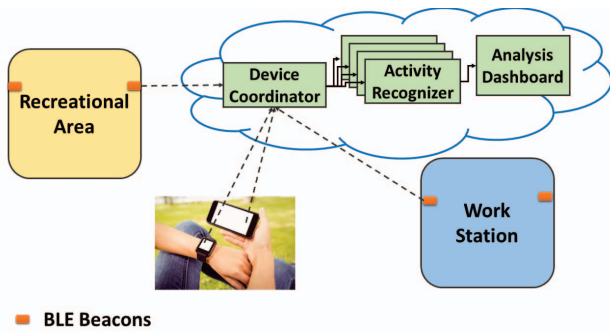 Recreational
Area
Device
Coordinator
Activity
Recognizer
Analysis
Dashboard
Work
Station
BLE Beacons